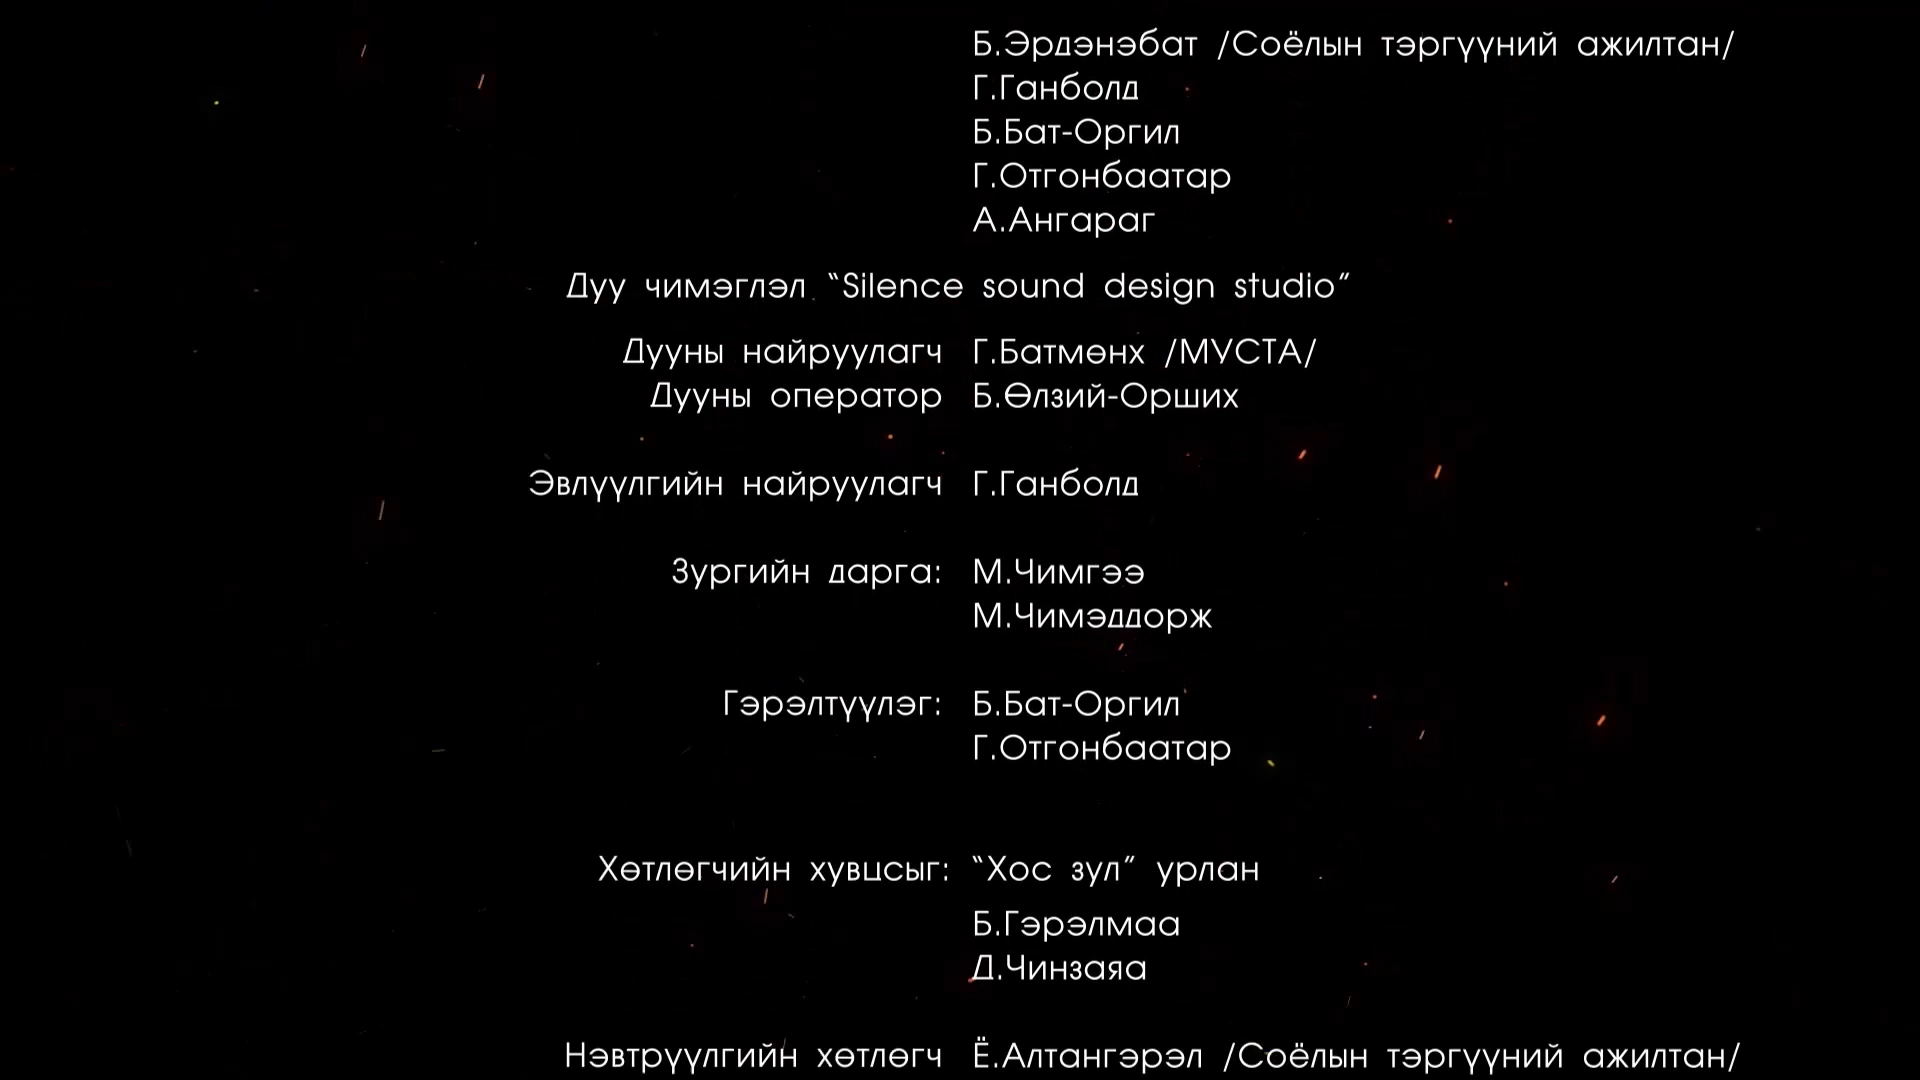 Б.Эрдэнэбат /Соёлын тэргүүний ажилтан/
Г.Ганболд
Б.Бат-Оргил
Г.Отгонбаатар
А.Ангараг
Дуу чимэглэл “Silence sound design studio”
Дууны найруулагч Г.Батмөнх /МУСТА/
Дууны оператор Б.Өлзий-Орших
Эвлүүлгийн найруулагч Г.Ганболд
Зургийн дарга: М.Чимгээ
М.Чимэддорж
Гэрэлтүүлэг: Б.Бат-Оргил
Г.Отгонбаатар
Хөтлөгчийн хувцсыг: “Хос зул” урлан
Б.Гэрэлмаа
Д.Чинзаяа
Нэвтрүүлгийн хөтлөгч Ё.Алтангэрэл /Соёлын тэргүүний ажилтан/